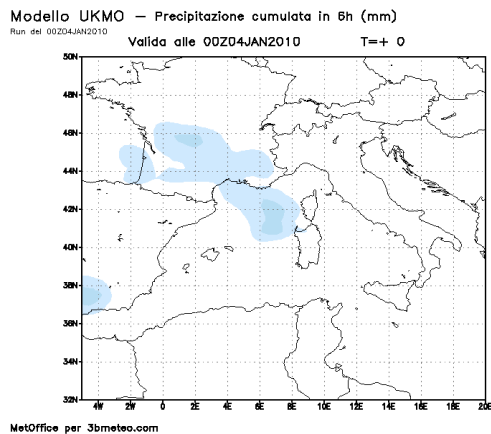 Modello UKMO – Precipitazione cumulata in 6h (mm)
Run del 00Z04JAN2010
Valida alle 00Z04JAN2010 T=+ 0
50N
48N
46N
44N
42N
40N
38N
36N
34N
32N
4W 2W 0 2E 4E 6E 8E 10E 12E 14E 16E 18E 20E
MetOffice per 3bmeteo.com